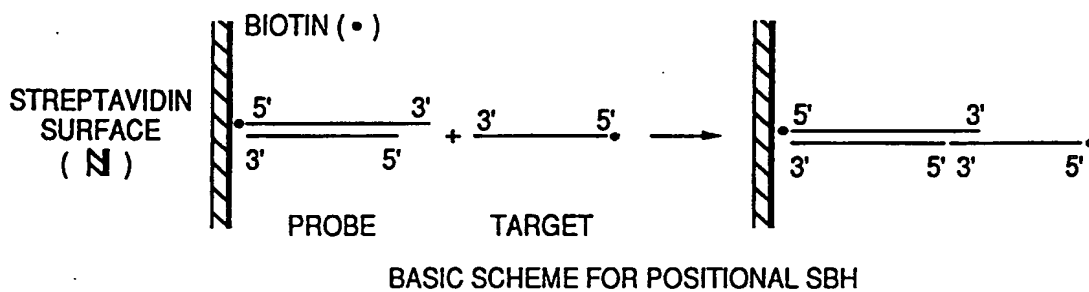 BIOTIN ( • )
STREPTAVIDIN
SURFACE
( )
5' 3'
3' 5'
+
3' 5'
5' 3'
3' 5' 3' 5'
PROBE TARGET
BASIC SCHEME FOR POSITIONAL SBH